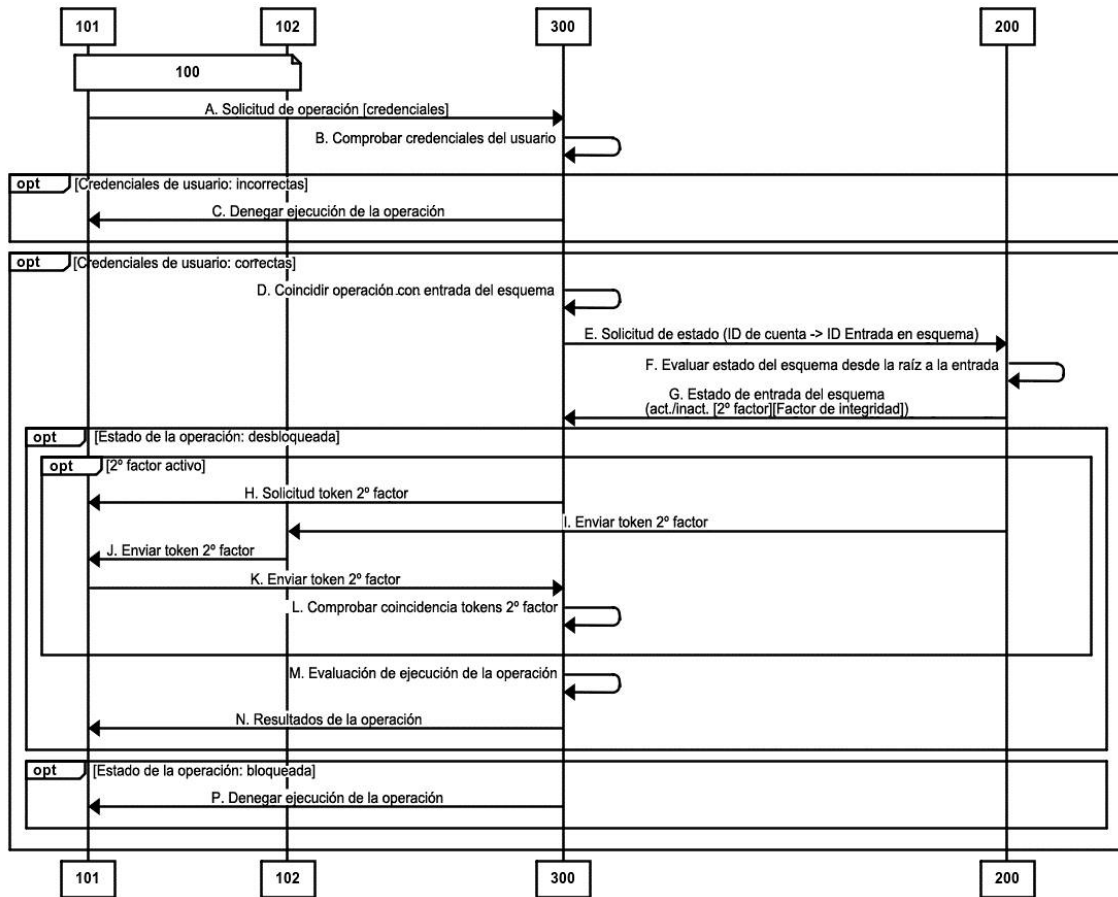 101 102 300 200
100
A. Solicitud de operación [credenciales]
B. Comprobar credenciales del usuario
opt [Credenciales de usuario: incorrectas]
C. Denegar ejecución de la operación
opt [Credenciales de usuario: correctas]
D. Coincidir operación con entrada del esquema
E. Solicitud de estado (ID de cuenta -> ID Entrada en esquema)
F. Evaluar estado del esquema desde la raíz a la entrada
G. Estado de entrada del esquema
(act./inact. [2º factor][Factor de integridad])
opt [Estado de la operación: desbloqueada]
opt [2º factor activo]
H. Solicitud token 2º factor
I. Enviar token 2º factor
J. Enviar token 2º factor
K. Enviar token 2º factor
L. Comprobar coincidencia tokens 2º factor
M. Evaluación de ejecución de la operación
N. Resultados de la operación
opt [Estado de la operación: bloqueada]
P. Denegar ejecución de la operación
101 102 300 200